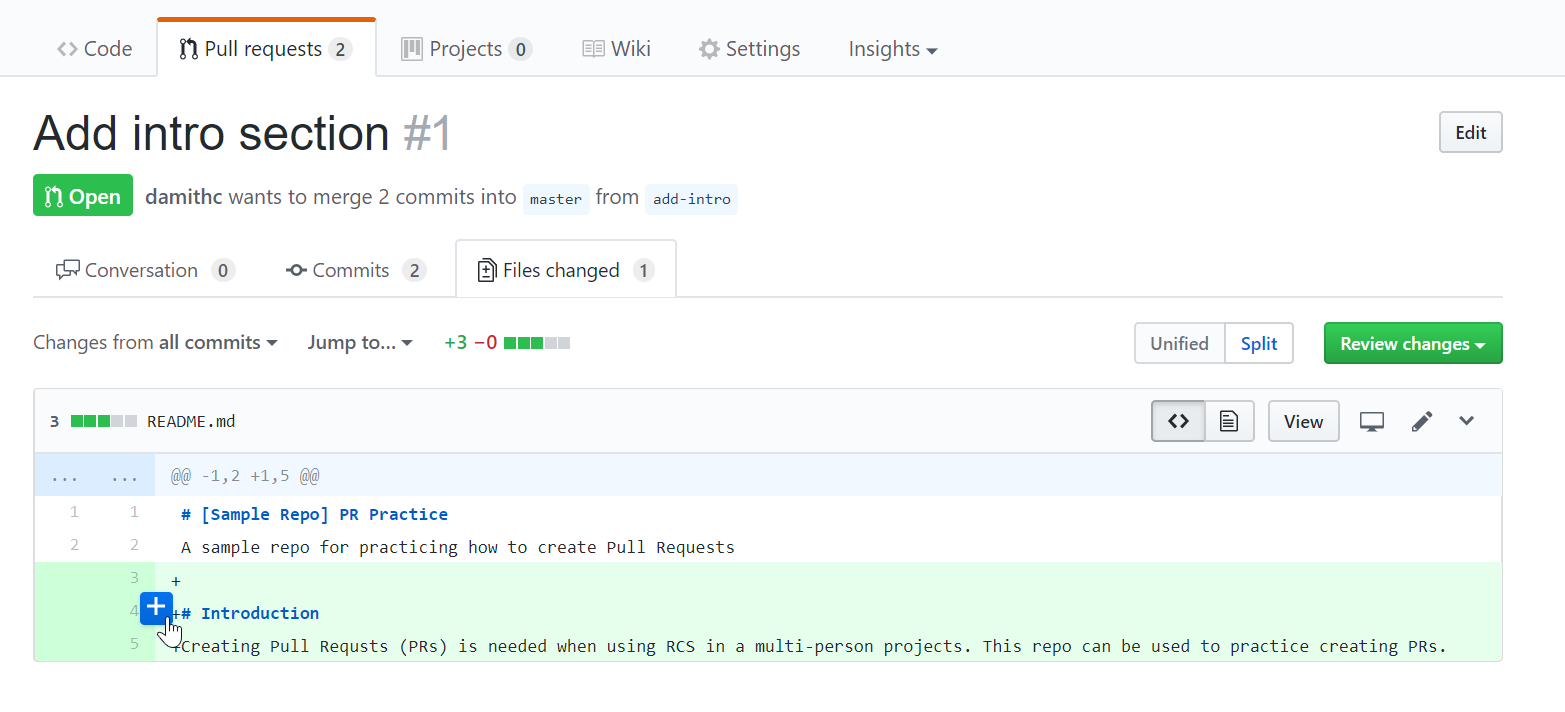 Code Pull requests 2 Projects 0 Wiki Settings Insights
Add intro section #1
Edit
Open damithc wants to merge 2 commits into master from add-intro
Conversation 0 Commits 2 Files changed 1
Changes from all commits Jump to... +3 −0 Unified Split Review changes
3 README.md <> View
... ... @@ -1,2 +1,5 @@
1 1 # [Sample Repo] PR Practice
2 2 A sample repo for practicing how to create Pull Requests
3 +
4 +# Introduction
5 +Creating Pull Requsts (PRs) is needed when using RCS in a multi-person projects. This repo can be used to practice creating PRs.